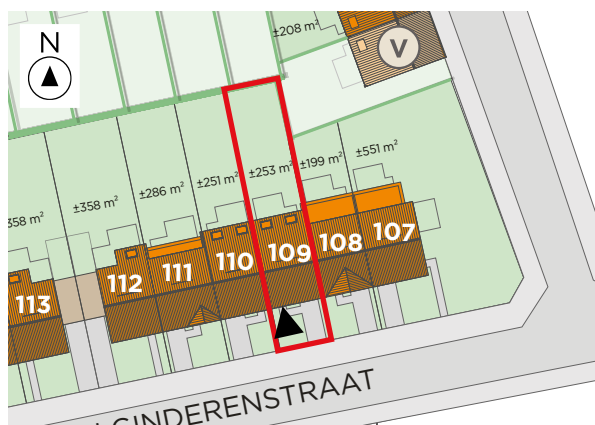 N
±208 m²
V
358 m²
±358 m²
±286 m²
±251 m²
±253 m²
±199 m²
±551 m²
113
112
111
110
109
108
107
GINDERENSTRAAT